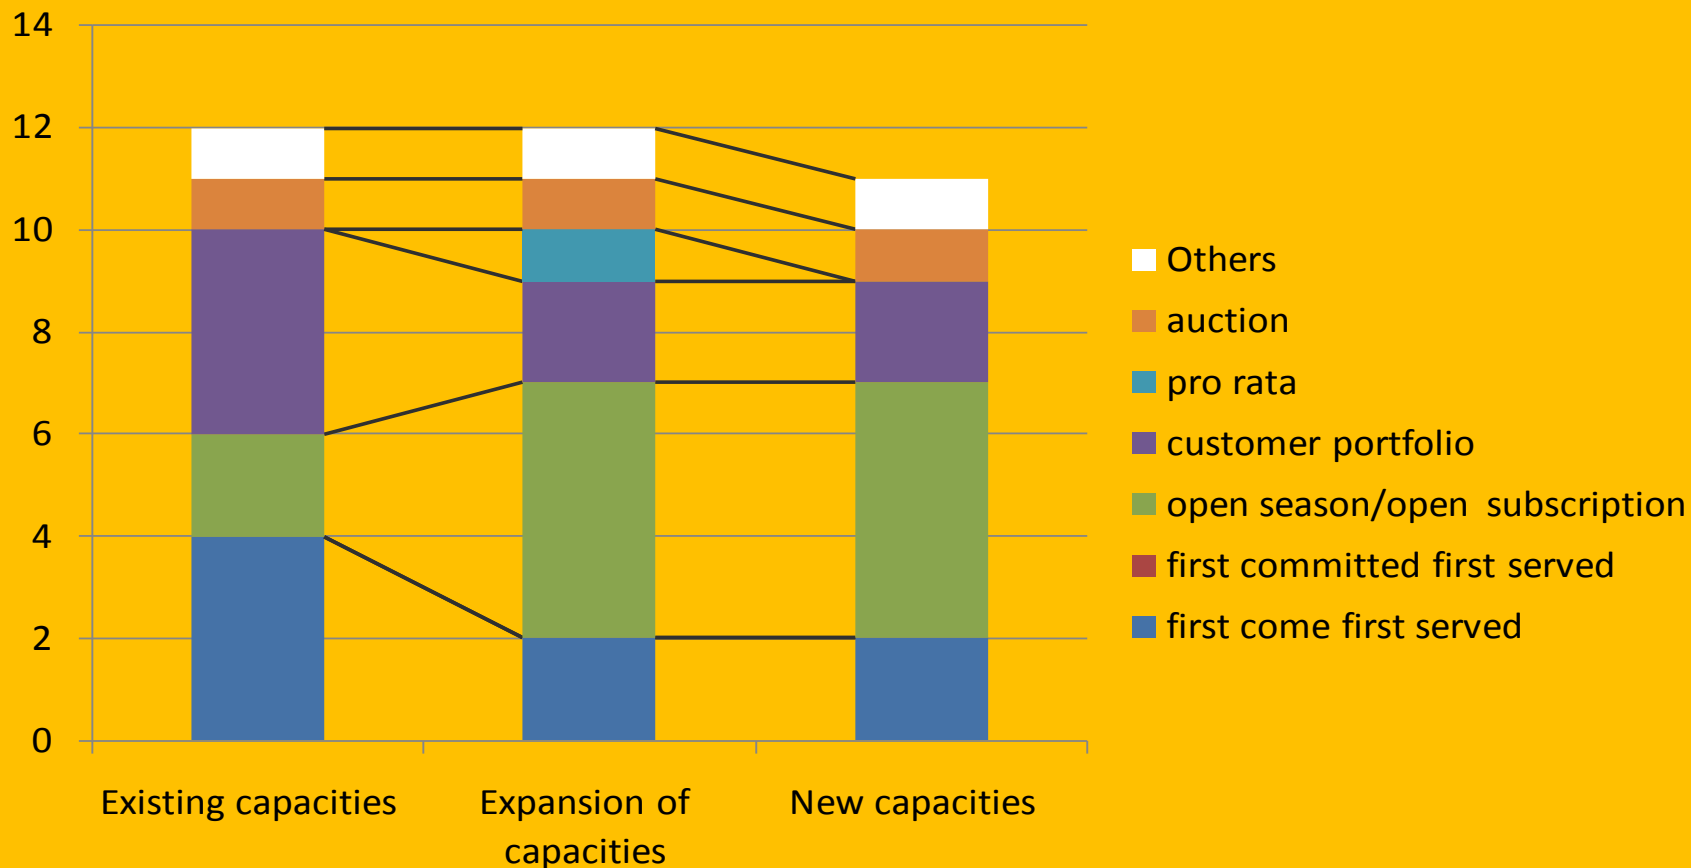 14
12
10
8
6
4
2
0
Existing capacities
Expansion of
capacities
New capacities
Others
auction
pro rata
customer portfolio
open season/open subscription
first committed first served
first come first served